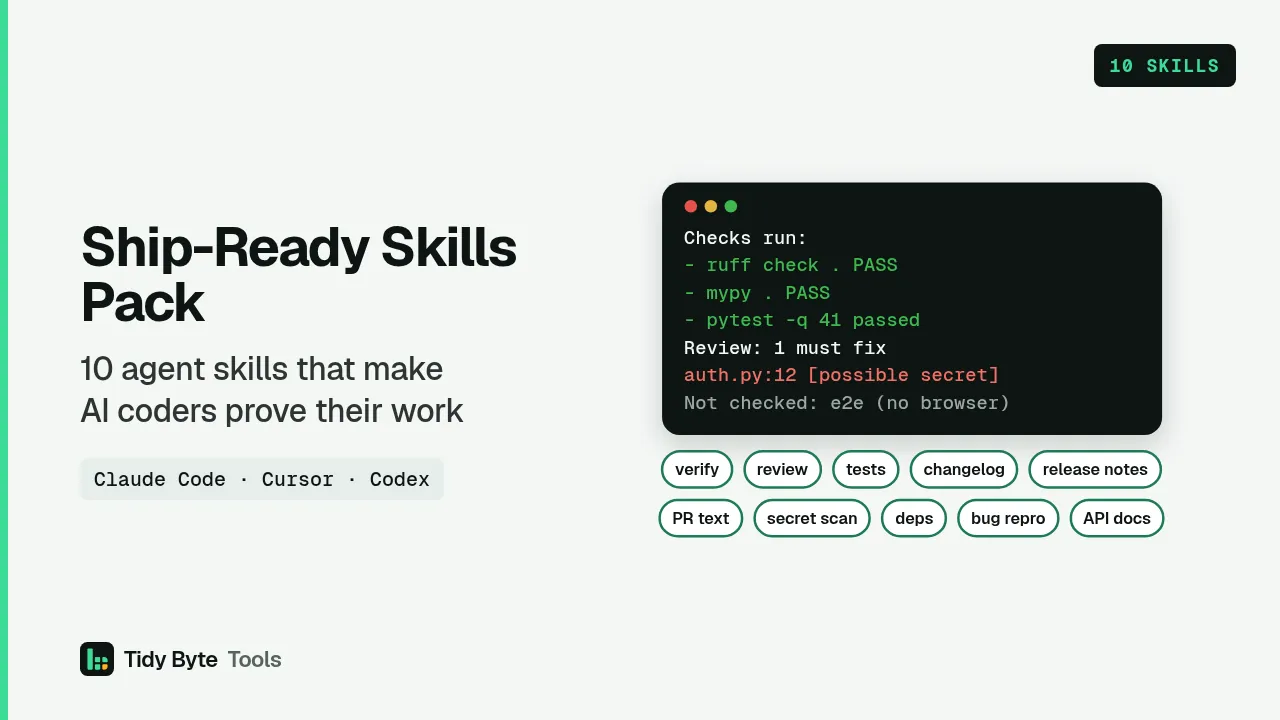 10 SKILLS
Ship-Ready Skills
Pack
10 agent skills that make
AI coders prove their work
Claude Code · Cursor · Codex
Checks run:
- ruff check . PASS
- mypy . PASS
- pytest -q 41 passed
Review: 1 must fix
auth.py:12 [possible secret]
Not checked: e2e (no browser)
verify review tests changelog release notes
PR text secret scan deps bug repro API docs
Tidy Byte Tools